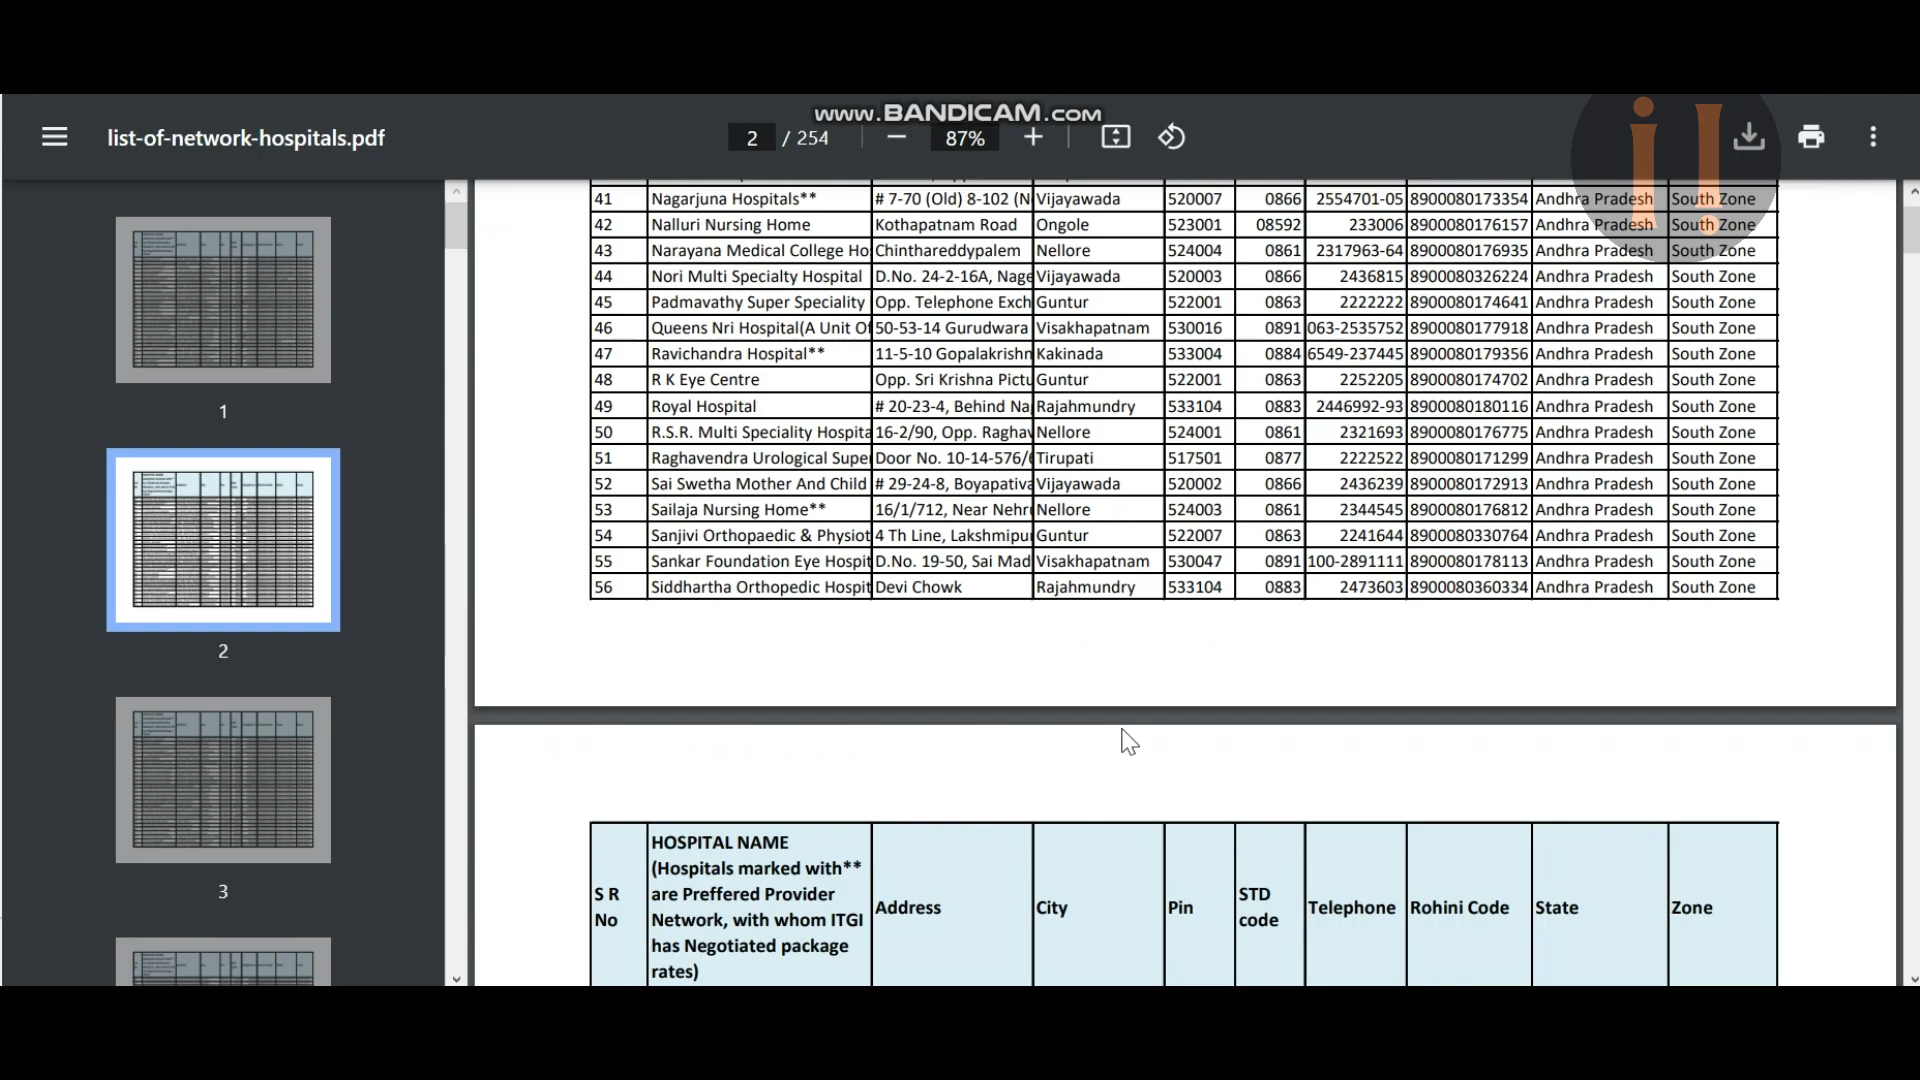 www.BANDICAM.com
list-of-network-hospitals.pdf 2 / 254 87%
41 Nagarjuna Hospitals** # 7-70 (Old) 8-102 (N Vijayawada 520007 0866 2554701-05 8900080173354 Andhra Pradesh South Zone
42 Nalluri Nursing Home Kothapatnam Road Ongole 523001 08592 233006 8900080176157 Andhra Pradesh South Zone
43 Narayana Medical College Ho Chinthareddypalem Nellore 524004 0861 2317963-64 8900080176935 Andhra Pradesh South Zone
44 Nori Multi Specialty Hospital D.No. 24-2-16A, Nage Vijayawada 520003 0866 2436815 8900080326224 Andhra Pradesh South Zone
45 Padmavathy Super Speciality Opp. Telephone Exch Guntur 522001 0863 2222222 8900080174641 Andhra Pradesh South Zone
46 Queens Nri Hospital(A Unit Of 50-53-14 Gurudwara Visakhapatnam 530016 0891 063-2535752 8900080177918 Andhra Pradesh South Zone
47 Ravichandra Hospital** 11-5-10 Gopalakrishn Kakinada 533004 0884 6549-237445 8900080179356 Andhra Pradesh South Zone
48 R K Eye Centre Opp. Sri Krishna Pictu Guntur 522001 0863 2252205 8900080174702 Andhra Pradesh South Zone
49 Royal Hospital # 20-23-4, Behind Na Rajahmundry 533104 0883 2446992-93 8900080180116 Andhra Pradesh South Zone
50 R.S.R. Multi Speciality Hospita 16-2/90, Opp. Raghav Nellore 524001 0861 2321693 8900080176775 Andhra Pradesh South Zone
51 Raghavendra Urological Supe Door No. 10-14-576/6 Tirupati 517501 0877 2222522 8900080171299 Andhra Pradesh South Zone
52 Sai Swetha Mother And Child # 29-24-8, Boyapativa Vijayawada 520002 0866 2436239 8900080172913 Andhra Pradesh South Zone
53 Sailaja Nursing Home** 16/1/712, Near Nehru Nellore 524003 0861 2344545 8900080176812 Andhra Pradesh South Zone
54 Sanjivi Orthopaedic & Physiot 4 Th Line, Lakshmipu Guntur 522007 0863 2241644 8900080330764 Andhra Pradesh South Zone
55 Sankar Foundation Eye Hospit D.No. 19-50, Sai Mad Visakhapatnam 530047 0891 100-2891111 8900080178113 Andhra Pradesh South Zone
56 Siddhartha Orthopedic Hospit Devi Chowk Rajahmundry 533104 0883 2473603 8900080360334 Andhra Pradesh South Zone
S R No
HOSPITAL NAME
(Hospitals marked with**
are Preffered Provider
Network, with whom ITGI
has Negotiated package
rates)
Address
City
Pin
STD code
Telephone
Rohini Code
State
Zone
1
2
3